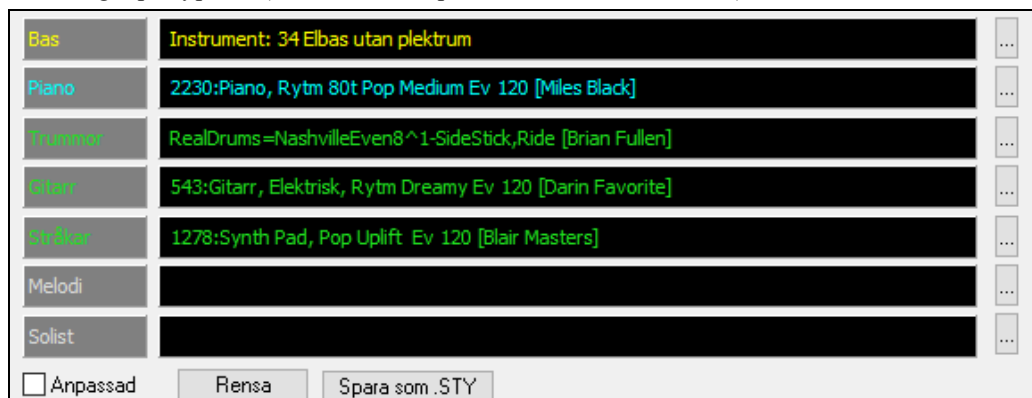 Bas Instrument: 34 Elbas utan plektrum ...
Piano 2230:Piano, Rytm 80t Pop Medium Ev 120 [Miles Black] ...
Trummor RealDrums=NashvilleEven8^1-SideStick,Ride [Brian Fullen] ...
Gitarr 543:Gitarr, Elektrisk, Rytm Dreamy Ev 120 [Darin Favorite] ...
Stråkar 1278:Synth Pad, Pop Uplift Ev 120 [Blair Masters] ...
Melodi ...
Solist ...
Anpassad Rensa Spara som .STY